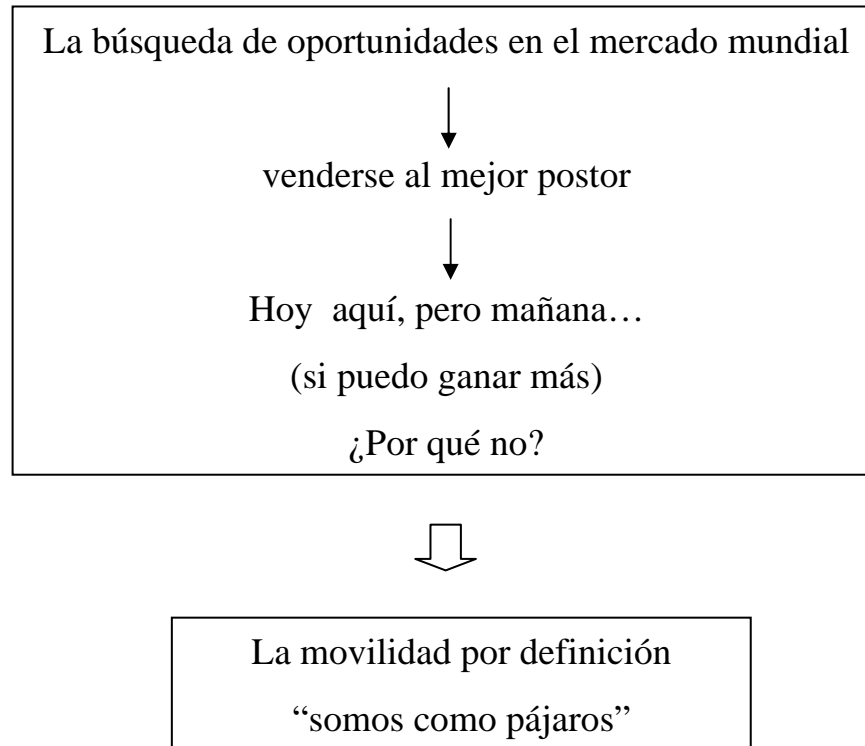 La búsqueda de oportunidades en el mercado mundial
venderse al mejor postor
Hoy  aquí, pero mañana…
(si puedo ganar más)
¿Por qué no?
La movilidad por definición
“somos como pájaros”